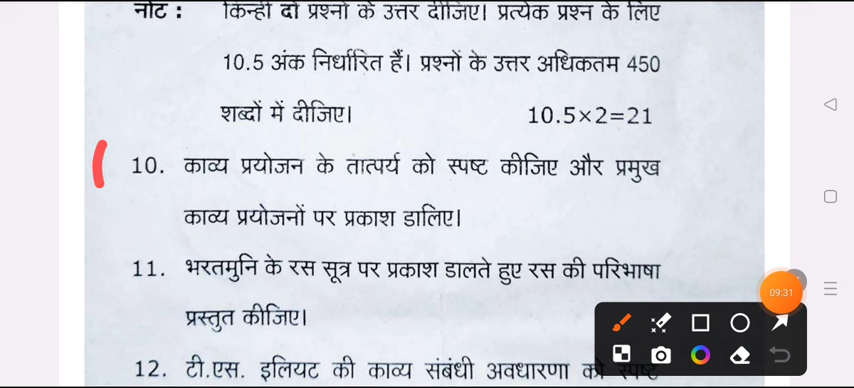 नोट : किन्हीं दो प्रश्नों के उत्तर दीजिए। प्रत्येक प्रश्न के लिए
10.5 अंक निर्धारित हैं। प्रश्नों के उत्तर अधिकतम 450
शब्दों में दीजिए। 10.5×2=21
10. काव्य प्रयोजन के तात्पर्य को स्पष्ट कीजिए और प्रमुख
काव्य प्रयोजनों पर प्रकाश डालिए।
11. भरतमुनि के रस सूत्र पर प्रकाश डालते हुए रस की परिभाषा
प्रस्तुत कीजिए।
09:31
12. टी.एस. इलियट की काव्य संबंधी अवधारणा को स्पष्ट